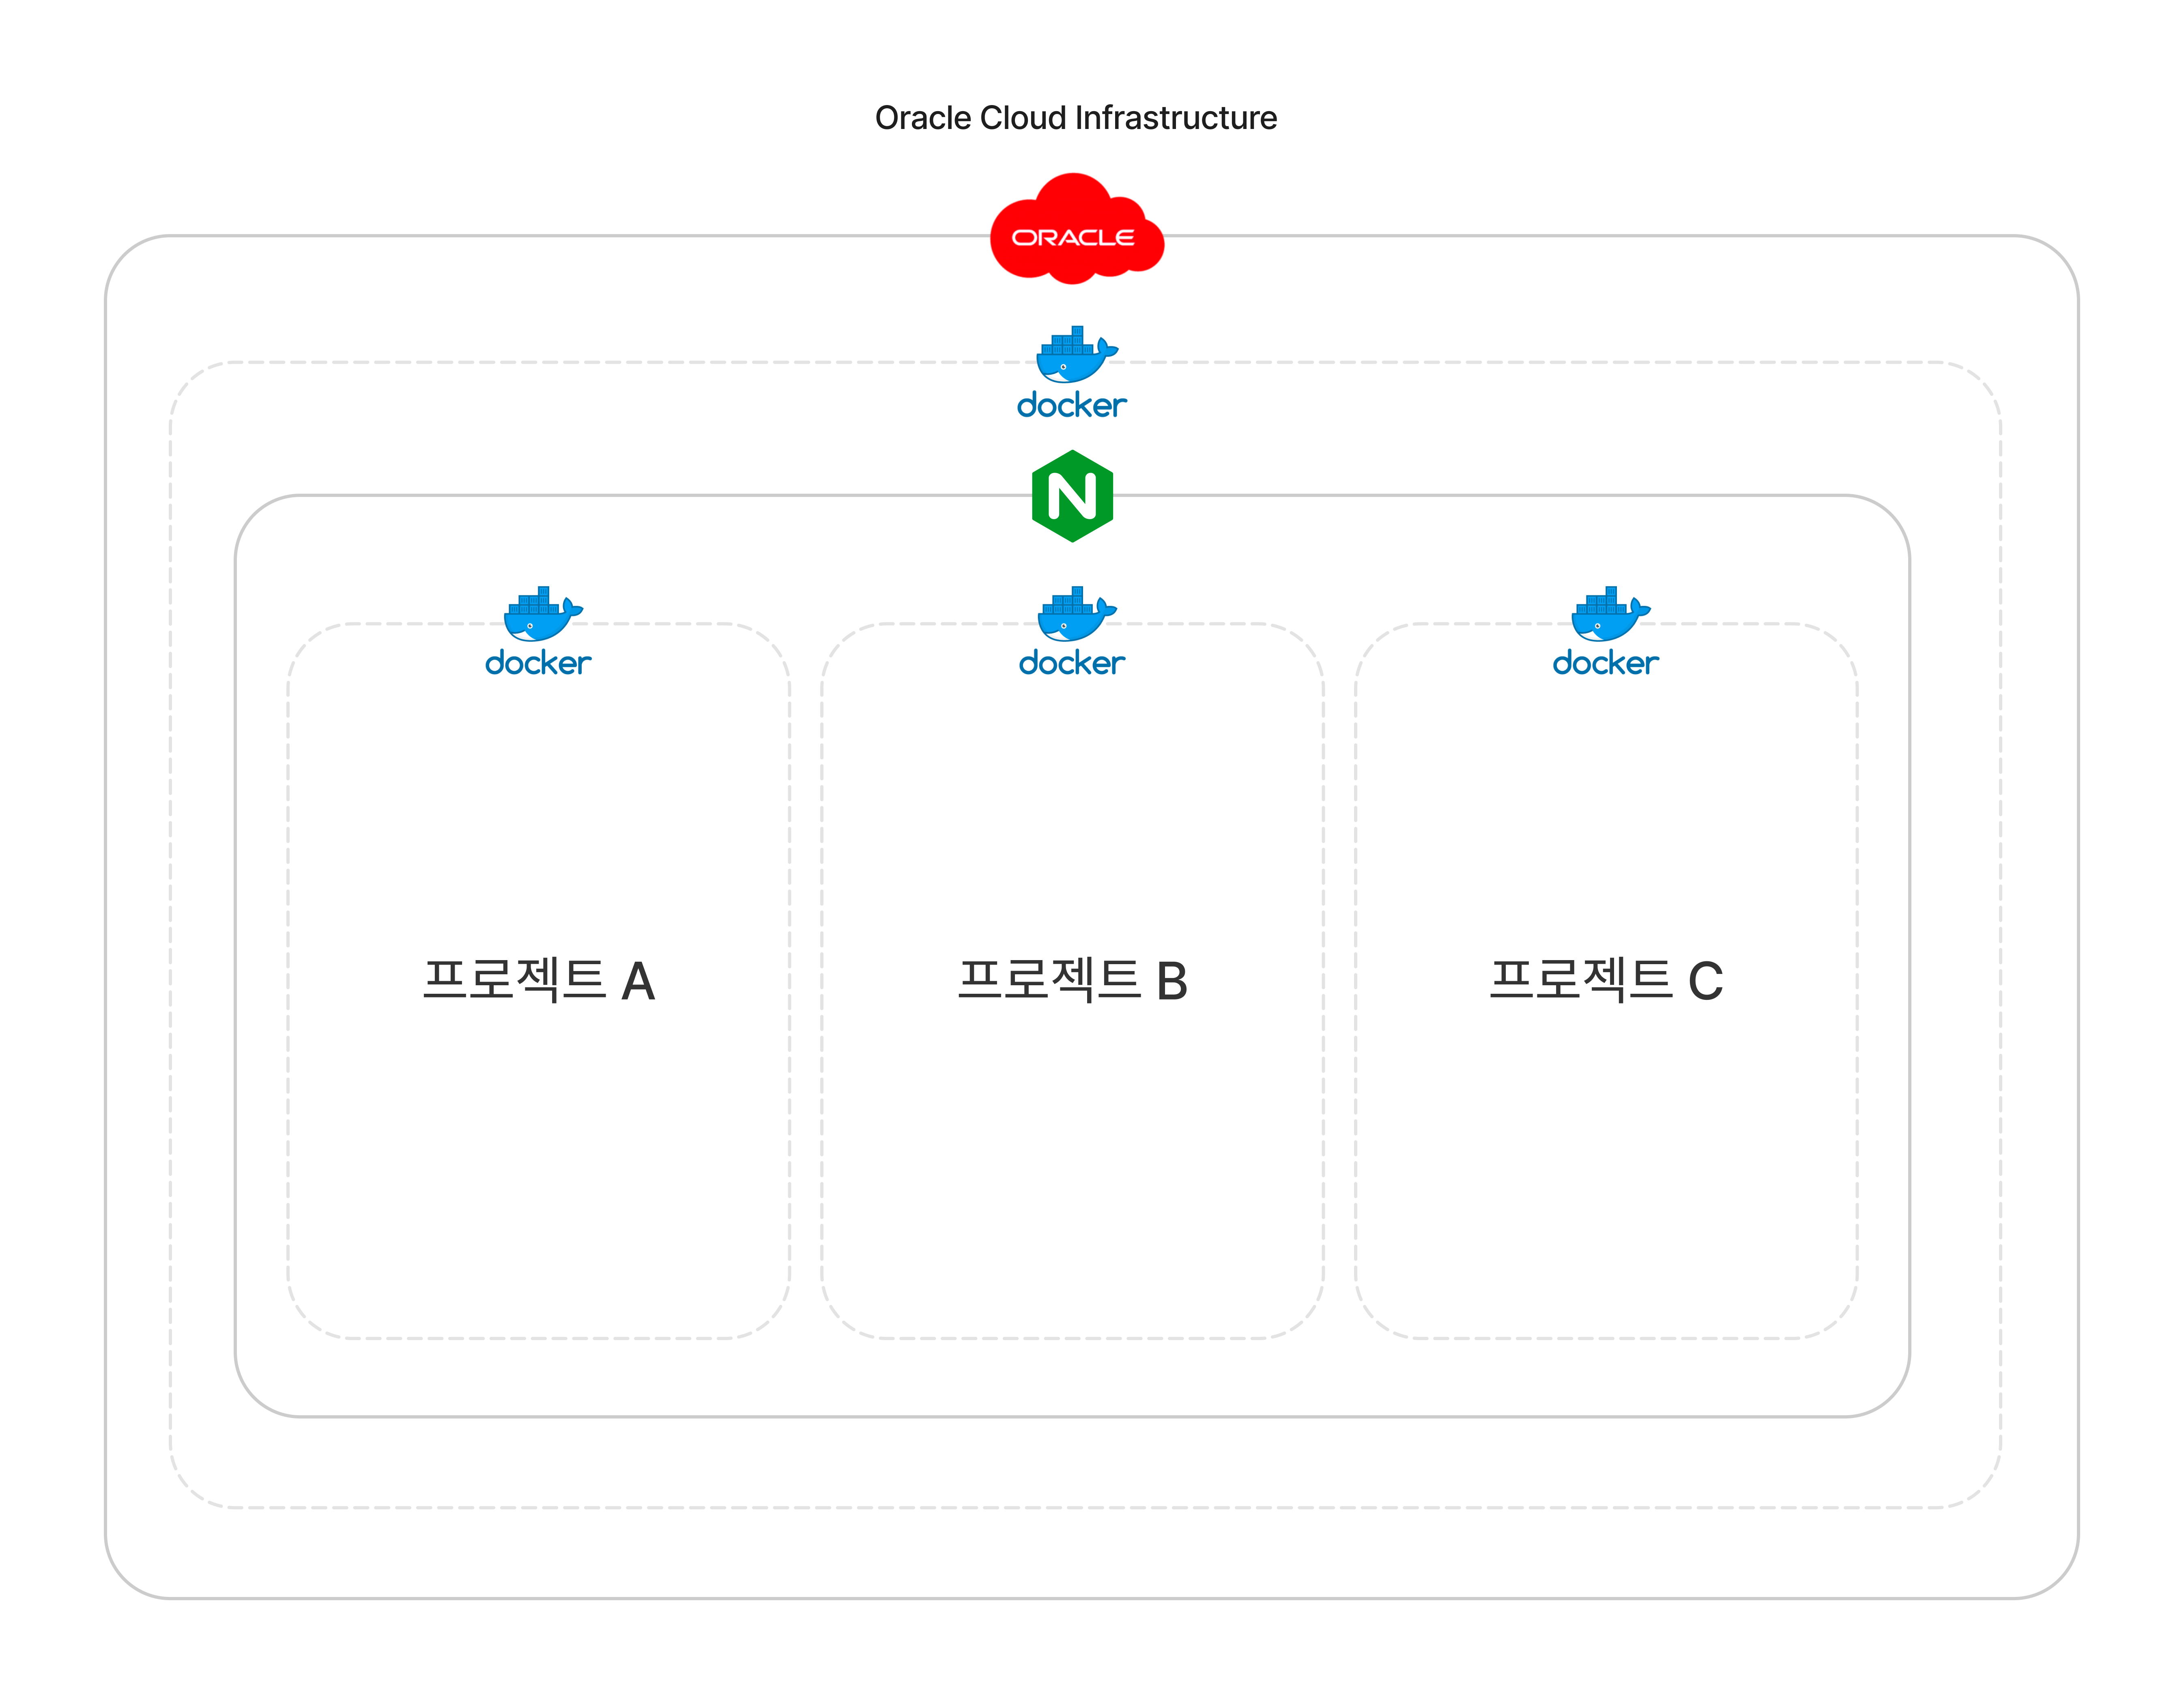 Oracle Cloud Infrastructure
ORACLE
docker
N
docker
docker
docker
프로젝트 A
프로젝트 B
프로젝트 C